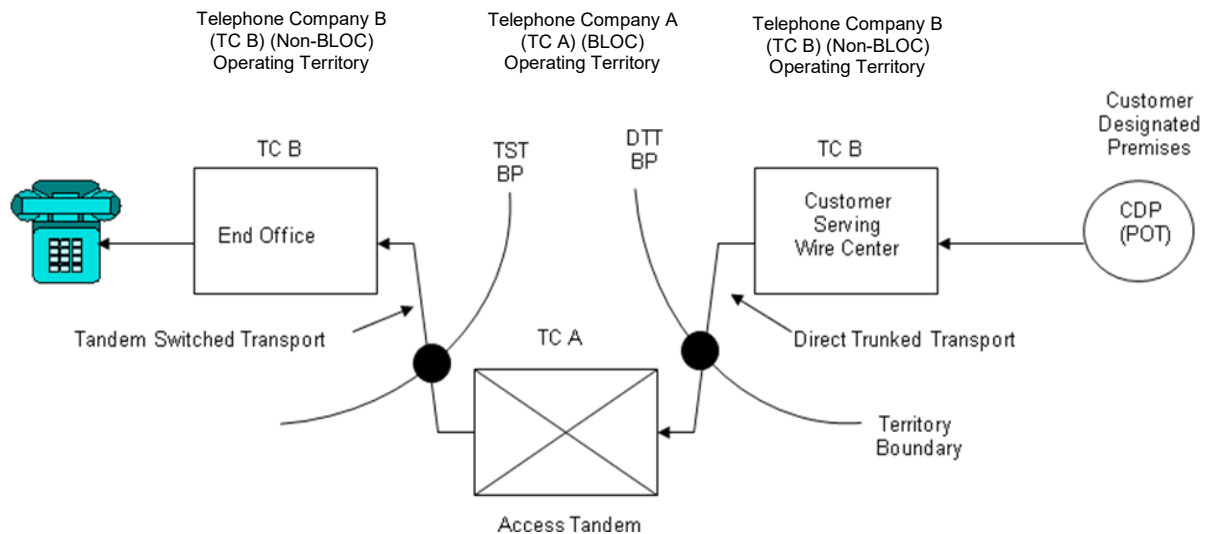 Telephone Company B
(TC B) (Non-BLOC)
Operating Territory
Telephone Company A
(TC A) (BLOC)
Operating Territory
Telephone Company B
(TC B) (Non-BLOC)
Operating Territory
Customer
Designated
Premises
TC B
TST
BP
DTT
BP
TC B
End Office
Customer
Serving
Wire Center
CDP
(POT)
Tandem Switched Transport
TC A
Direct Trunked Transport
Territory
Boundary
Access Tandem